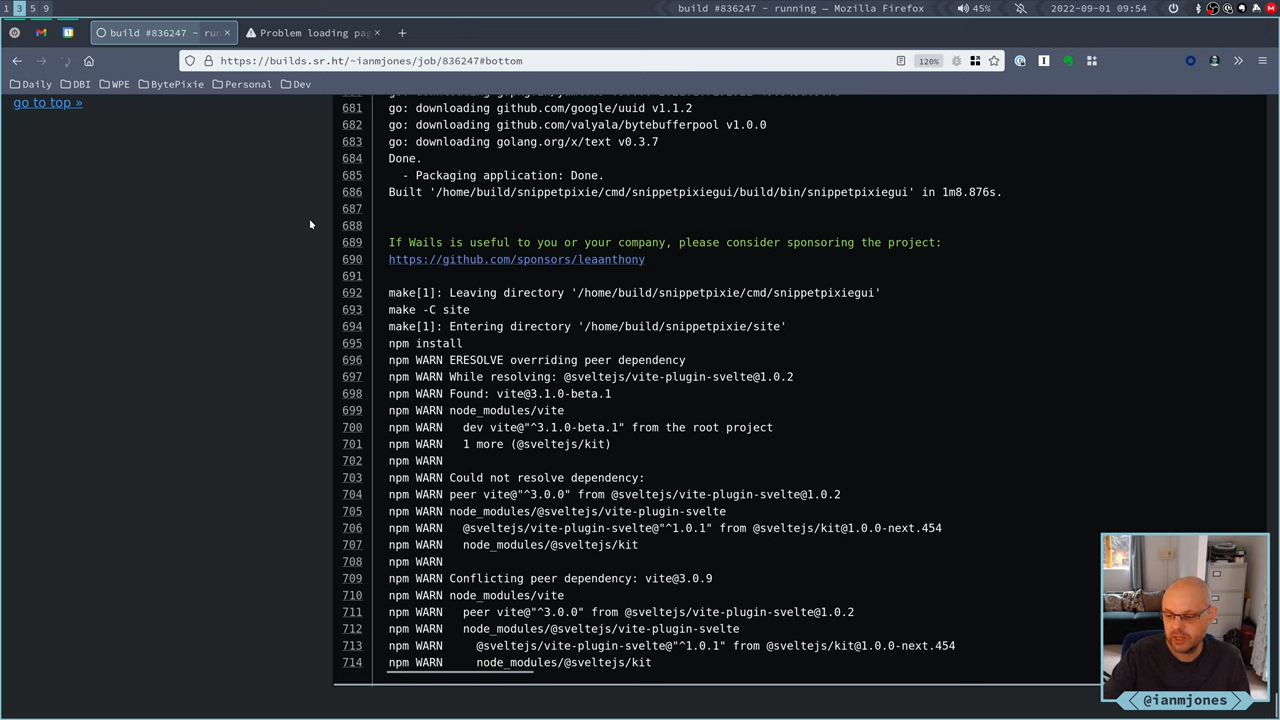 1 3 5 9
build #836247 - running — Mozilla Firefox
45%
2022-09-01 09:54
build #836247 - run
Problem loading pag
https://builds.sr.ht/~ianmjones/job/836247#bottom
120%
Daily
DBI
WPE
BytePixie
Personal
Dev
go to top »
681 go: downloading github.com/google/uuid v1.1.2
682 go: downloading github.com/valyala/bytebufferpool v1.0.0
683 go: downloading golang.org/x/text v0.3.7
684 Done.
685 - Packaging application: Done.
686 Built '/home/build/snippetpixie/cmd/snippetpixiegui/build/bin/snippetpixiegui' in 1m8.876s.
687
688
689 If Wails is useful to you or your company, please consider sponsoring the project:
690 https://github.com/sponsors/leaanthony
691
692 make[1]: Leaving directory '/home/build/snippetpixie/cmd/snippetpixiegui'
693 make -C site
694 make[1]: Entering directory '/home/build/snippetpixie/site'
695 npm install
696 npm WARN ERESOLVE overriding peer dependency
697 npm WARN While resolving: @sveltejs/vite-plugin-svelte@1.0.2
698 npm WARN Found: vite@3.1.0-beta.1
699 npm WARN node_modules/vite
700 npm WARN   dev vite@"^3.1.0-beta.1" from the root project
701 npm WARN   1 more (@sveltejs/kit)
702 npm WARN
703 npm WARN Could not resolve dependency:
704 npm WARN peer vite@"^3.0.0" from @sveltejs/vite-plugin-svelte@1.0.2
705 npm WARN node_modules/@sveltejs/vite-plugin-svelte
706 npm WARN   @sveltejs/vite-plugin-svelte@"^1.0.1" from @sveltejs/kit@1.0.0-next.454
707 npm WARN   node_modules/@sveltejs/kit
708 npm WARN
709 npm WARN Conflicting peer dependency: vite@3.0.9
710 npm WARN node_modules/vite
711 npm WARN   peer vite@"^3.0.0" from @sveltejs/vite-plugin-svelte@1.0.2
712 npm WARN   node_modules/@sveltejs/vite-plugin-svelte
713 npm WARN     @sveltejs/vite-plugin-svelte@"^1.0.1" from @sveltejs/kit@1.0.0-next.454
714 npm WARN     node_modules/@sveltejs/kit
@ianmjones